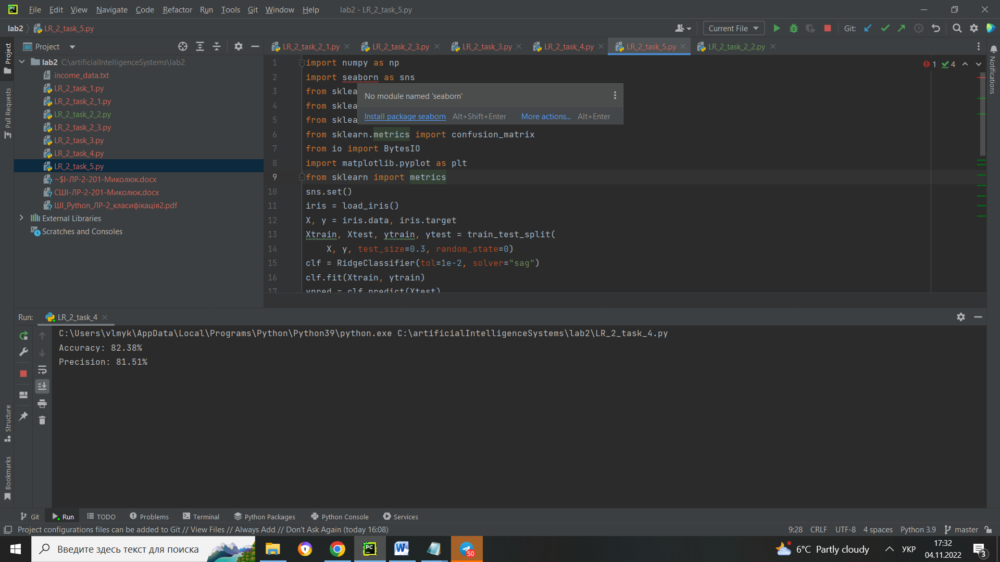 File Edit View Navigate Code Refactor Run Tools Git Window Help lab2 - LR_2_task_5.py
lab2 LR_2_task_5.py Current File Git:
Project LR_2_task_2_1.py LR_2_task_2_3.py LR_2_task_3.py LR_2_task_4.py LR_2_task_5.py LR_2_task_2_2.py
lab2 C:\artificialIntelligenceSystems\lab2
income_data.txt
LR_2_task_1.py
LR_2_task_2_1.py
LR_2_task_2_2.py
LR_2_task_2_3.py
LR_2_task_3.py
LR_2_task_4.py
LR_2_task_5.py
~$І-ЛР-2-201-Миколюк.docx
СШІ-ЛР-2-201-Миколюк.docx
ШІ_Python_ЛР-2_класифікація2.pdf
External Libraries
Scratches and Consoles
Project
Pull Requests
Structure
Bookmarks
Notifications
1 4
1 import numpy as np
2 import seaborn as sns
3 from sklea
4 from sklea
5 from sklea
No module named 'seaborn'
Install package seaborn Alt+Shift+Enter More actions... Alt+Enter
6 from sklearn.metrics import confusion_matrix
7 from io import BytesIO
8 import matplotlib.pyplot as plt
9 from sklearn import metrics
10 sns.set()
11 iris = load_iris()
12 X, y = iris.data, iris.target
13 Xtrain, Xtest, ytrain, ytest = train_test_split(
14 X, y, test_size=0.3, random_state=0)
15 clf = RidgeClassifier(tol=1e-2, solver="sag")
16 clf.fit(Xtrain, ytrain)
17 ypred = clf.predict(Xtest)
Run: LR_2_task_4
C:\Users\vlmyk\AppData\Local\Programs\Python\Python39\python.exe C:\artificialIntelligenceSystems\lab2\LR_2_task_4.py
Accuracy: 82.38%
Precision: 81.51%
Git Run TODO Problems Terminal Python Packages Python Console Services
Project configurations files can be added to Git // View Files // Always Add // Don't Ask Again (today 16:08) 9:28 CRLF UTF-8 4 spaces Python 3.9 master
Введите здесь текст для поиска 50 6°C Partly cloudy УКР 17:32
04.11.2022 3